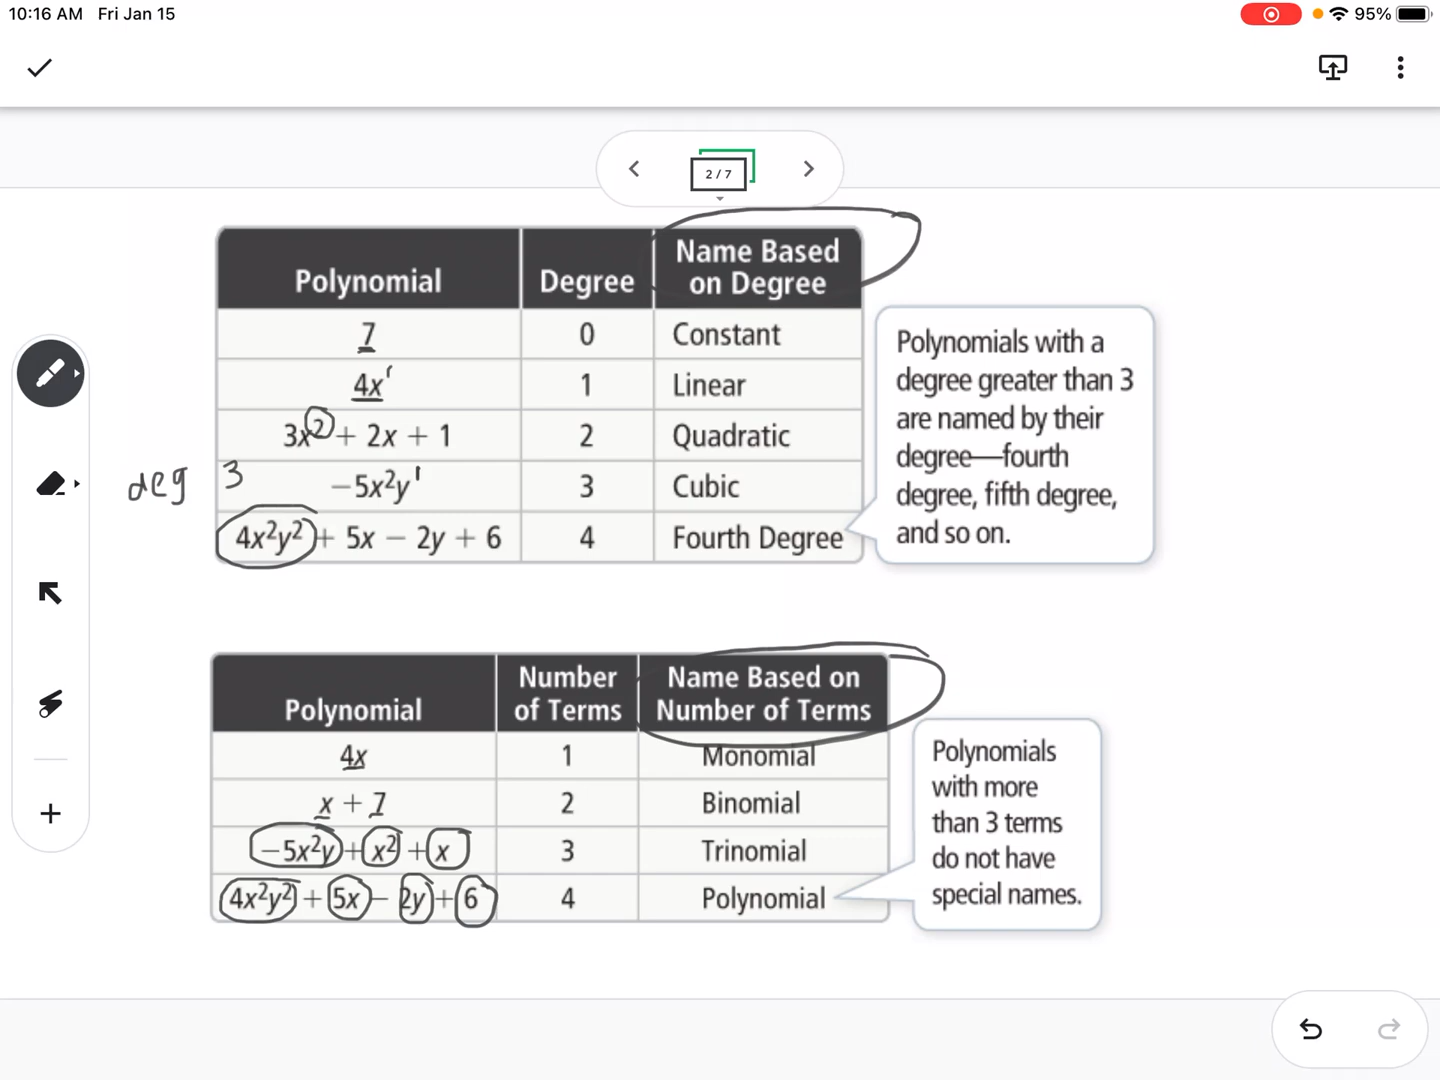 10:16 AM Fri Jan 15
95%
2 / 7
Polynomial Degree Name Based on Degree
7 0 Constant
4x¹ 1 Linear
3x² + 2x + 1 2 Quadratic
deg 3 −5x²y¹ 3 Cubic
4x²y² + 5x − 2y + 6 4 Fourth Degree
Polynomials with a
degree greater than 3
are named by their
degree—fourth
degree, fifth degree,
and so on.
Polynomial Number of Terms Name Based on Number of Terms
4x 1 Monomial
x + 7 2 Binomial
−5x²y + x² + x 3 Trinomial
4x²y² + 5x − 2y + 6 4 Polynomial
Polynomials
with more
than 3 terms
do not have
special names.